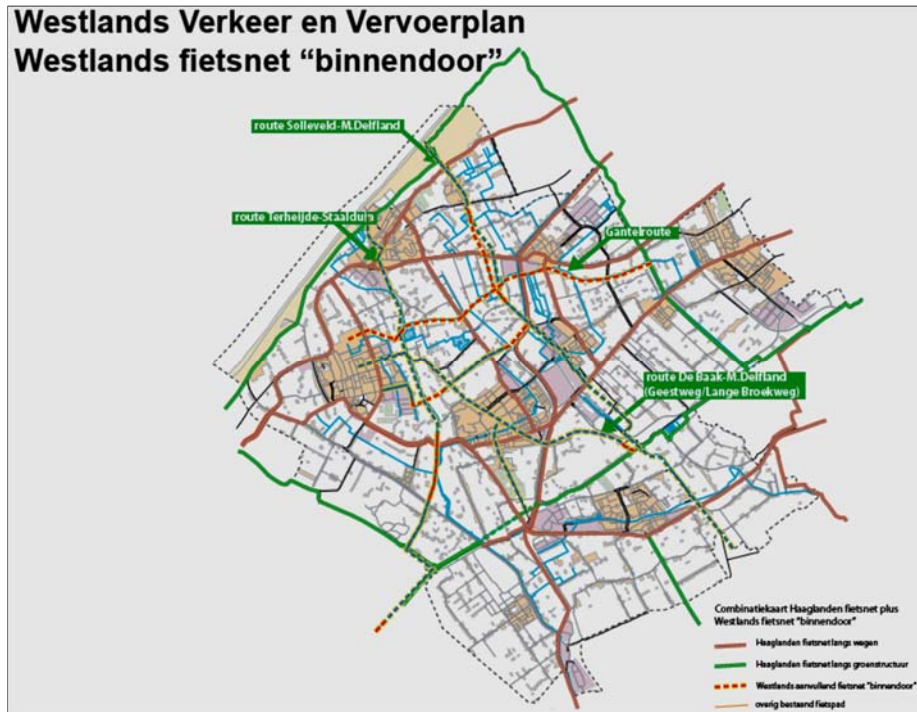 Westlands Verkeer en Vervoerplan
Westlands fietsnet “binnendoor”
route Solleveld-M.Delfland
route Terheijde-Staalduin
Gantelroute
route De Baak-M.Delfland
(Geestweg/Lange Broekweg)
Combinatiekaart Haaglanden fietsnet plus
Westlands fietsnet “binnendoor”
Haaglanden fietsnet langs wegen
Haaglanden fietsnet langs groenstructuur
Westlands aanvullend fietsnet “binnendoor”
overig bestaand fietspad